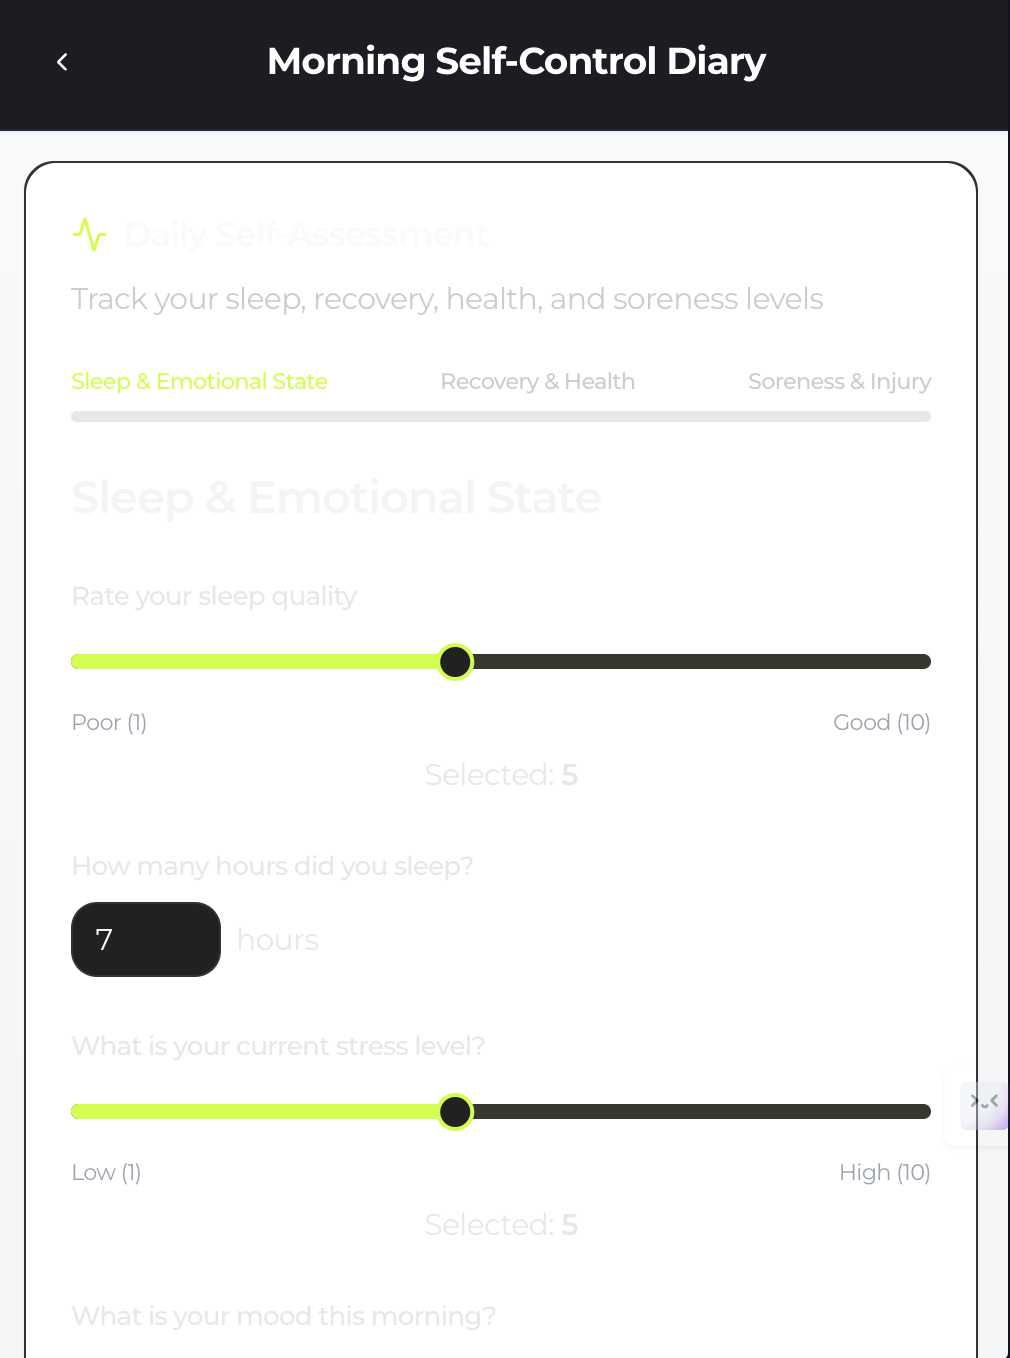 Morning Self-Control Diary
Daily Self-Assessment
Track your sleep, recovery, health, and soreness levels
Sleep & Emotional State
Recovery & Health
Soreness & Injury
Sleep & Emotional State
Rate your sleep quality
Poor (1)
Good (10)
Selected: 5
How many hours did you sleep?
7
hours
What is your current stress level?
Low (1)
High (10)
Selected: 5
What is your mood this morning?